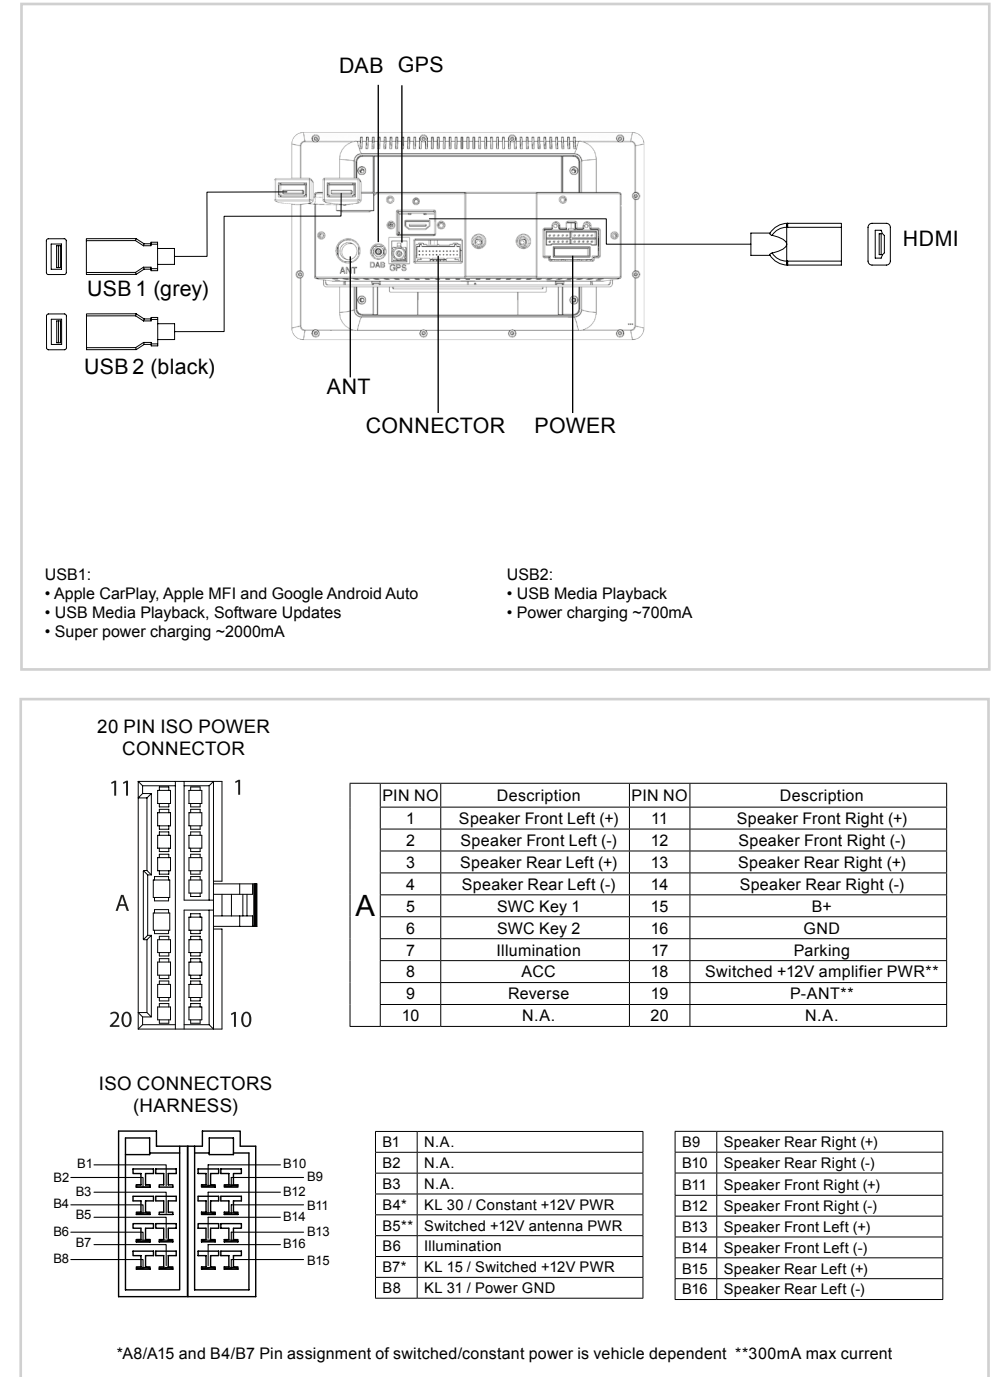 DAB GPS
ANT DAB GPS
HDMI
USB 1 (grey)
USB 2 (black)
ANT
CONNECTOR POWER
USB1:
• Apple CarPlay, Apple MFI and Google Android Auto
• USB Media Playback, Software Updates
• Super power charging ~2000mA
USB2:
• USB Media Playback
• Power charging ~700mA
20 PIN ISO POWER
CONNECTOR
11 1
A
20 10
A
PIN NO Description PIN NO Description
1 Speaker Front Left (+) 11 Speaker Front Right (+)
2 Speaker Front Left (-) 12 Speaker Front Right (-)
3 Speaker Rear Left (+) 13 Speaker Rear Right (+)
4 Speaker Rear Left (-) 14 Speaker Rear Right (-)
5 SWC Key 1 15 B+
6 SWC Key 2 16 GND
7 Illumination 17 Parking
8 ACC 18 Switched +12V amplifier PWR**
9 Reverse 19 P-ANT**
10 N.A. 20 N.A.
ISO CONNECTORS
(HARNESS)
B1 B10
B2 B9
B3 B12
B4 B11
B5 B14
B6 B13
B7 B16
B8 B15
B1 N.A.
B2 N.A.
B3 N.A.
B4* KL 30 / Constant +12V PWR
B5** Switched +12V antenna PWR
B6 Illumination
B7* KL 15 / Switched +12V PWR
B8 KL 31 / Power GND
B9 Speaker Rear Right (+)
B10 Speaker Rear Right (-)
B11 Speaker Front Right (+)
B12 Speaker Front Right (-)
B13 Speaker Front Left (+)
B14 Speaker Front Left (-)
B15 Speaker Rear Left (+)
B16 Speaker Rear Left (-)
*A8/A15 and B4/B7 Pin assignment of switched/constant power is vehicle dependent **300mA max current